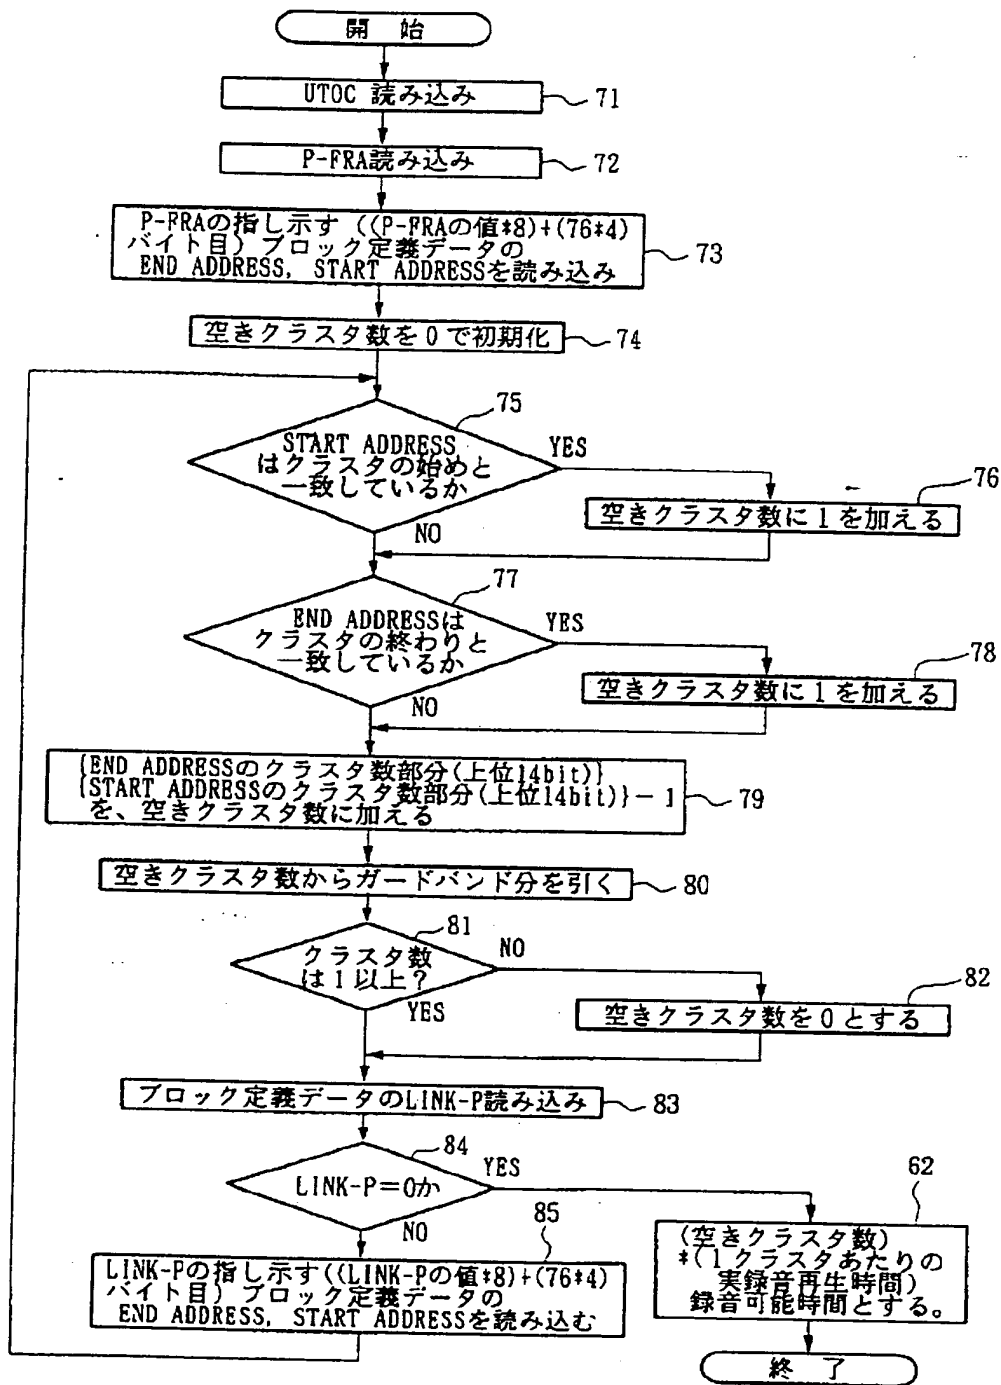 開 始
UTOC 読み込み
71
P-FRA読み込み
72
P-FRAの指し示す ((P-FRAの値*8)+(76*4)
バイト目) ブロック定義データの
END ADDRESS, START ADDRESSを読み込み
73
空きクラスタ数を0で初期化
74
75
START ADDRESS
はクラスタの始めと
一致しているか
YES
NO
76
空きクラスタ数に1を加える
77
END ADDRESSは
クラスタの終わりと
一致しているか
YES
NO
78
空きクラスタ数に1を加える
{END ADDRESSのクラスタ数部分(上位14bit)}
{START ADDRESSのクラスタ数部分(上位14bit)}-1
を、空きクラスタ数に加える
79
空きクラスタ数からガードバンド分を引く
80
81
クラスタ数
は1以上?
NO
YES
82
空きクラスタ数を0とする
ブロック定義データのLINK-P読み込み
83
84
LINK-P=0か
YES
NO
85
LINK-Pの指し示す((LINK-Pの値*8)+(76*4)
バイト目) ブロック定義データの
END ADDRESS, START ADDRESSを読み込む
62
(空きクラスタ数)
*(1クラスタあたりの
実録音再生時間)
録音可能時間とする。
終 了